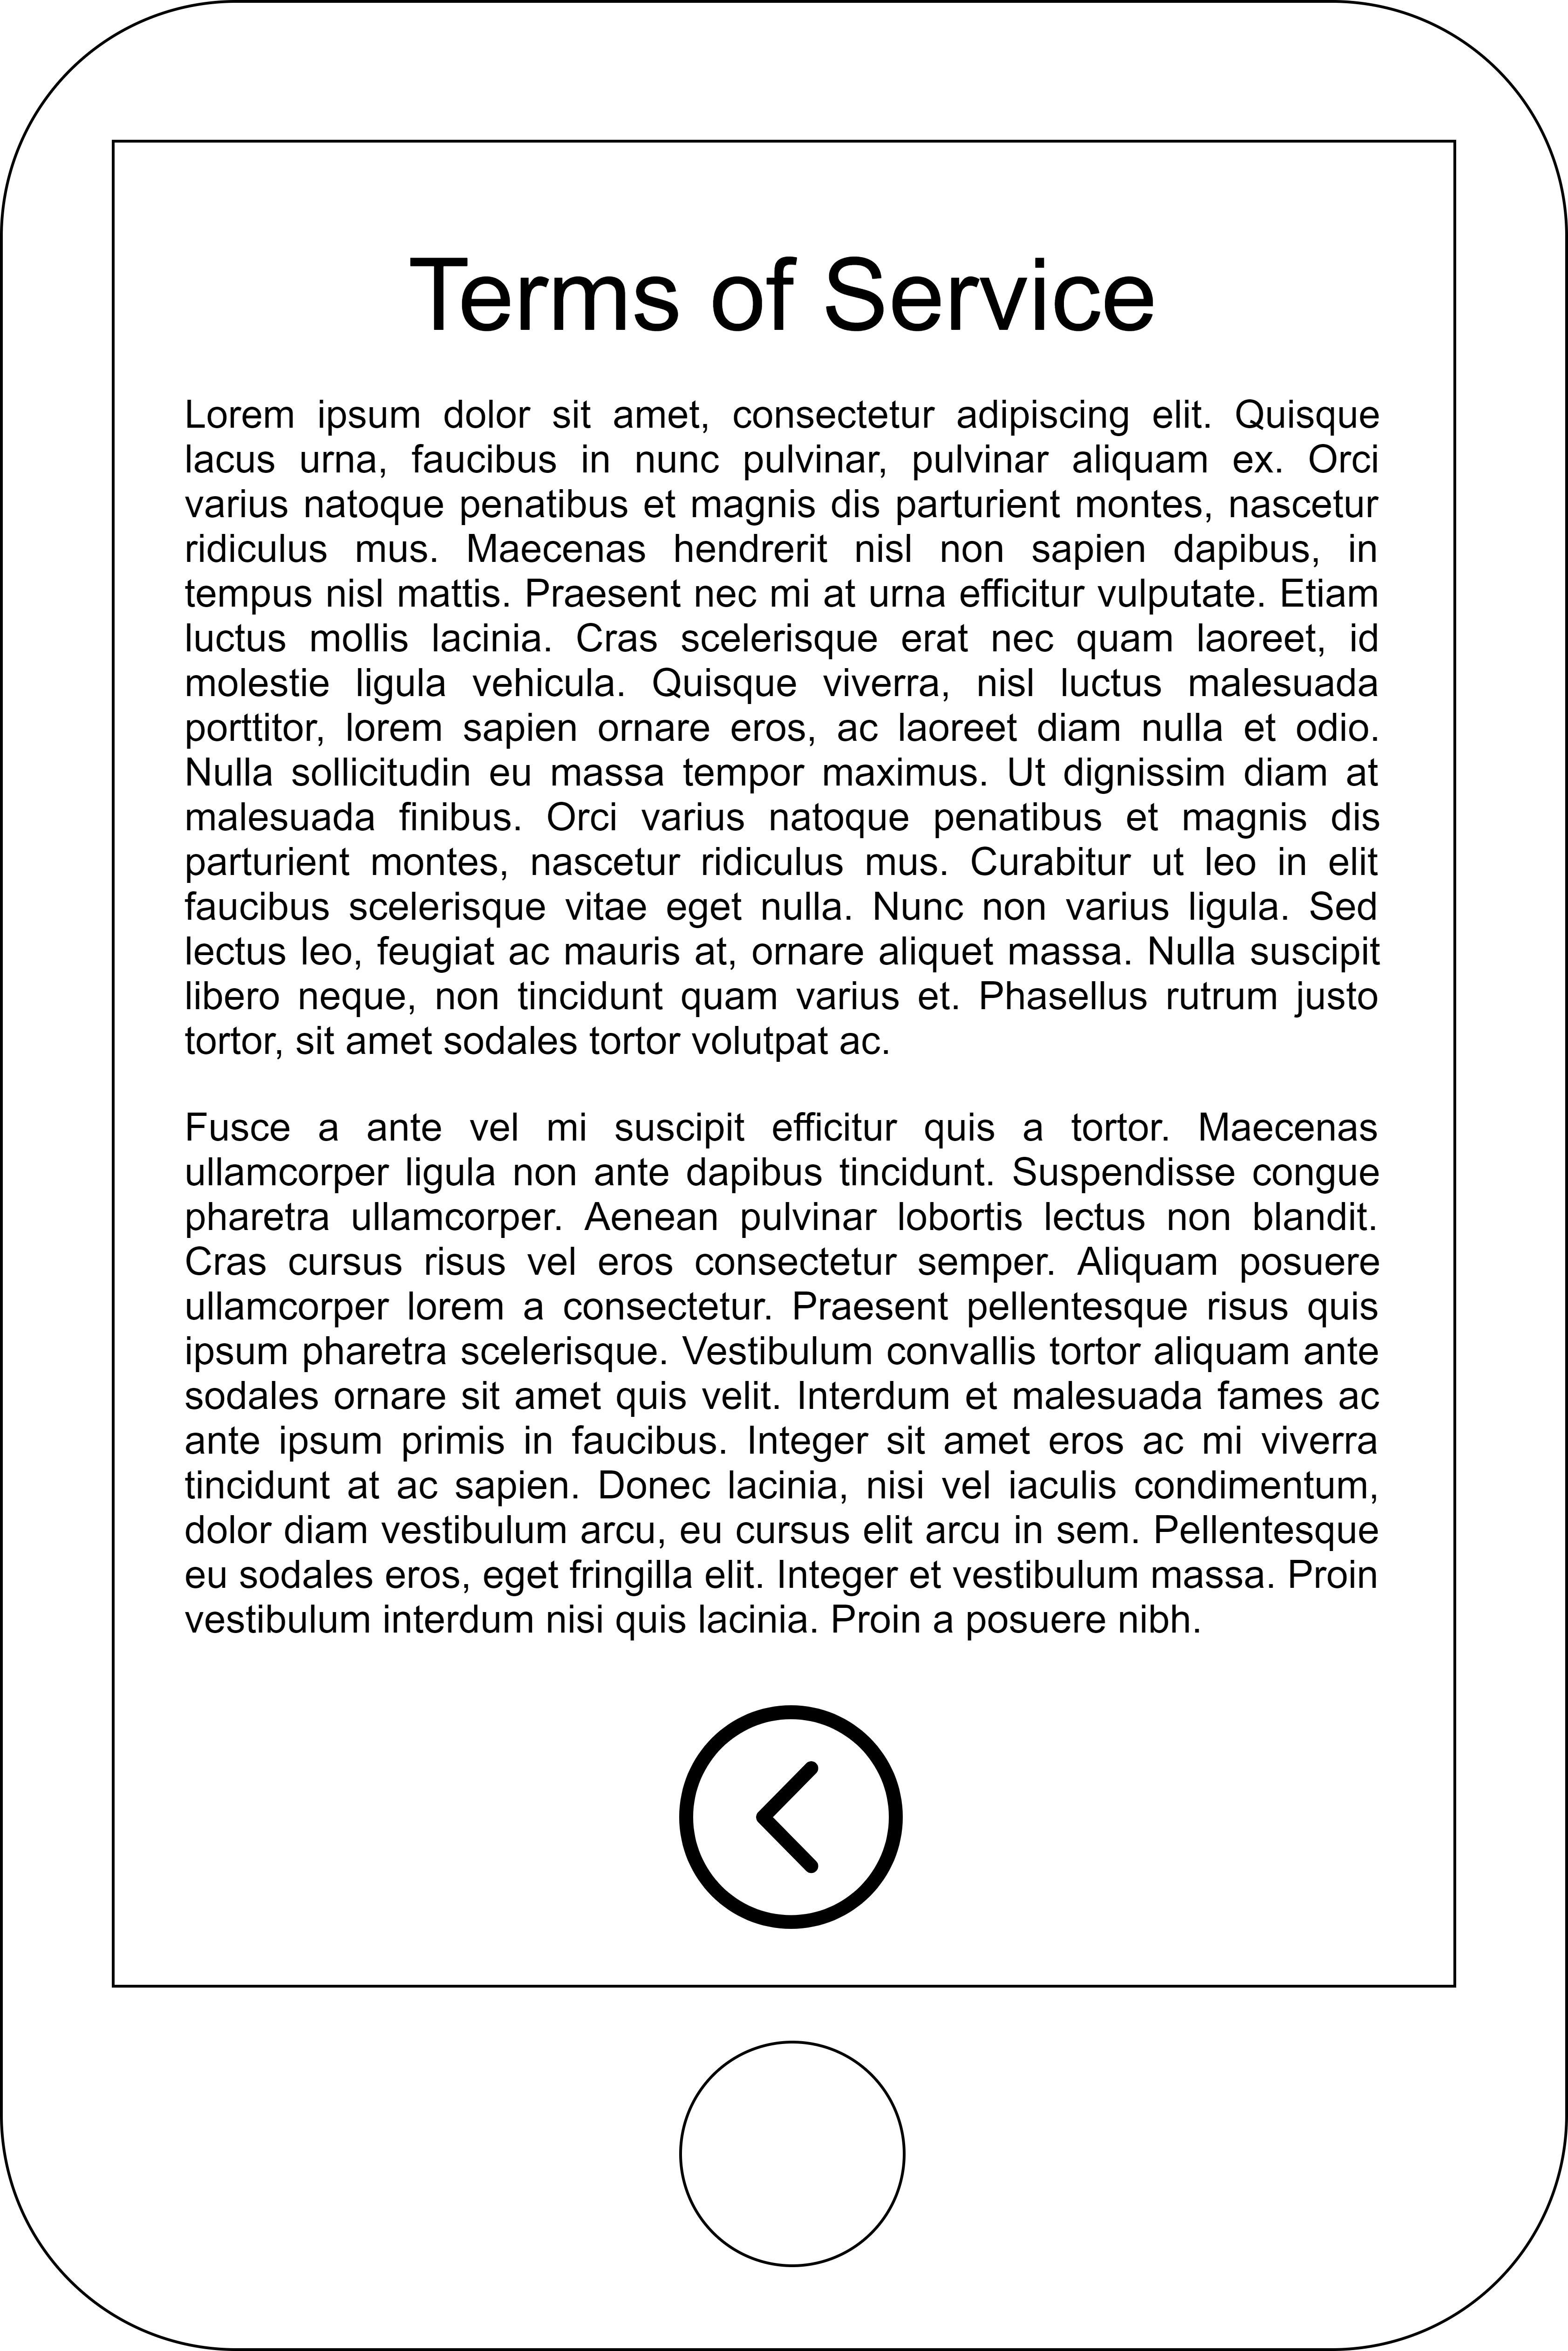 Terms of Service
Lorem ipsum dolor sit amet, consectetur adipiscing elit. Quisque
lacus urna, faucibus in nunc pulvinar, pulvinar aliquam ex. Orci
varius natoque penatibus et magnis dis parturient montes, nascetur
ridiculus mus. Maecenas hendrerit nisl non sapien dapibus, in
tempus nisl mattis. Praesent nec mi at urna efficitur vulputate. Etiam
luctus mollis lacinia. Cras scelerisque erat nec quam laoreet, id
molestie ligula vehicula. Quisque viverra, nisl luctus malesuada
porttitor, lorem sapien ornare eros, ac laoreet diam nulla et odio.
Nulla sollicitudin eu massa tempor maximus. Ut dignissim diam at
malesuada finibus. Orci varius natoque penatibus et magnis dis
parturient montes, nascetur ridiculus mus. Curabitur ut leo in elit
faucibus scelerisque vitae eget nulla. Nunc non varius ligula. Sed
lectus leo, feugiat ac mauris at, ornare aliquet massa. Nulla suscipit
libero neque, non tincidunt quam varius et. Phasellus rutrum justo
tortor, sit amet sodales tortor volutpat ac.
Fusce a ante vel mi suscipit efficitur quis a tortor. Maecenas
ullamcorper ligula non ante dapibus tincidunt. Suspendisse congue
pharetra ullamcorper. Aenean pulvinar lobortis lectus non blandit.
Cras cursus risus vel eros consectetur semper. Aliquam posuere
ullamcorper lorem a consectetur. Praesent pellentesque risus quis
ipsum pharetra scelerisque. Vestibulum convallis tortor aliquam ante
sodales ornare sit amet quis velit. Interdum et malesuada fames ac
ante ipsum primis in faucibus. Integer sit amet eros ac mi viverra
tincidunt at ac sapien. Donec lacinia, nisi vel iaculis condimentum,
dolor diam vestibulum arcu, eu cursus elit arcu in sem. Pellentesque
eu sodales eros, eget fringilla elit. Integer et vestibulum massa. Proin
vestibulum interdum nisi quis lacinia. Proin a posuere nibh.